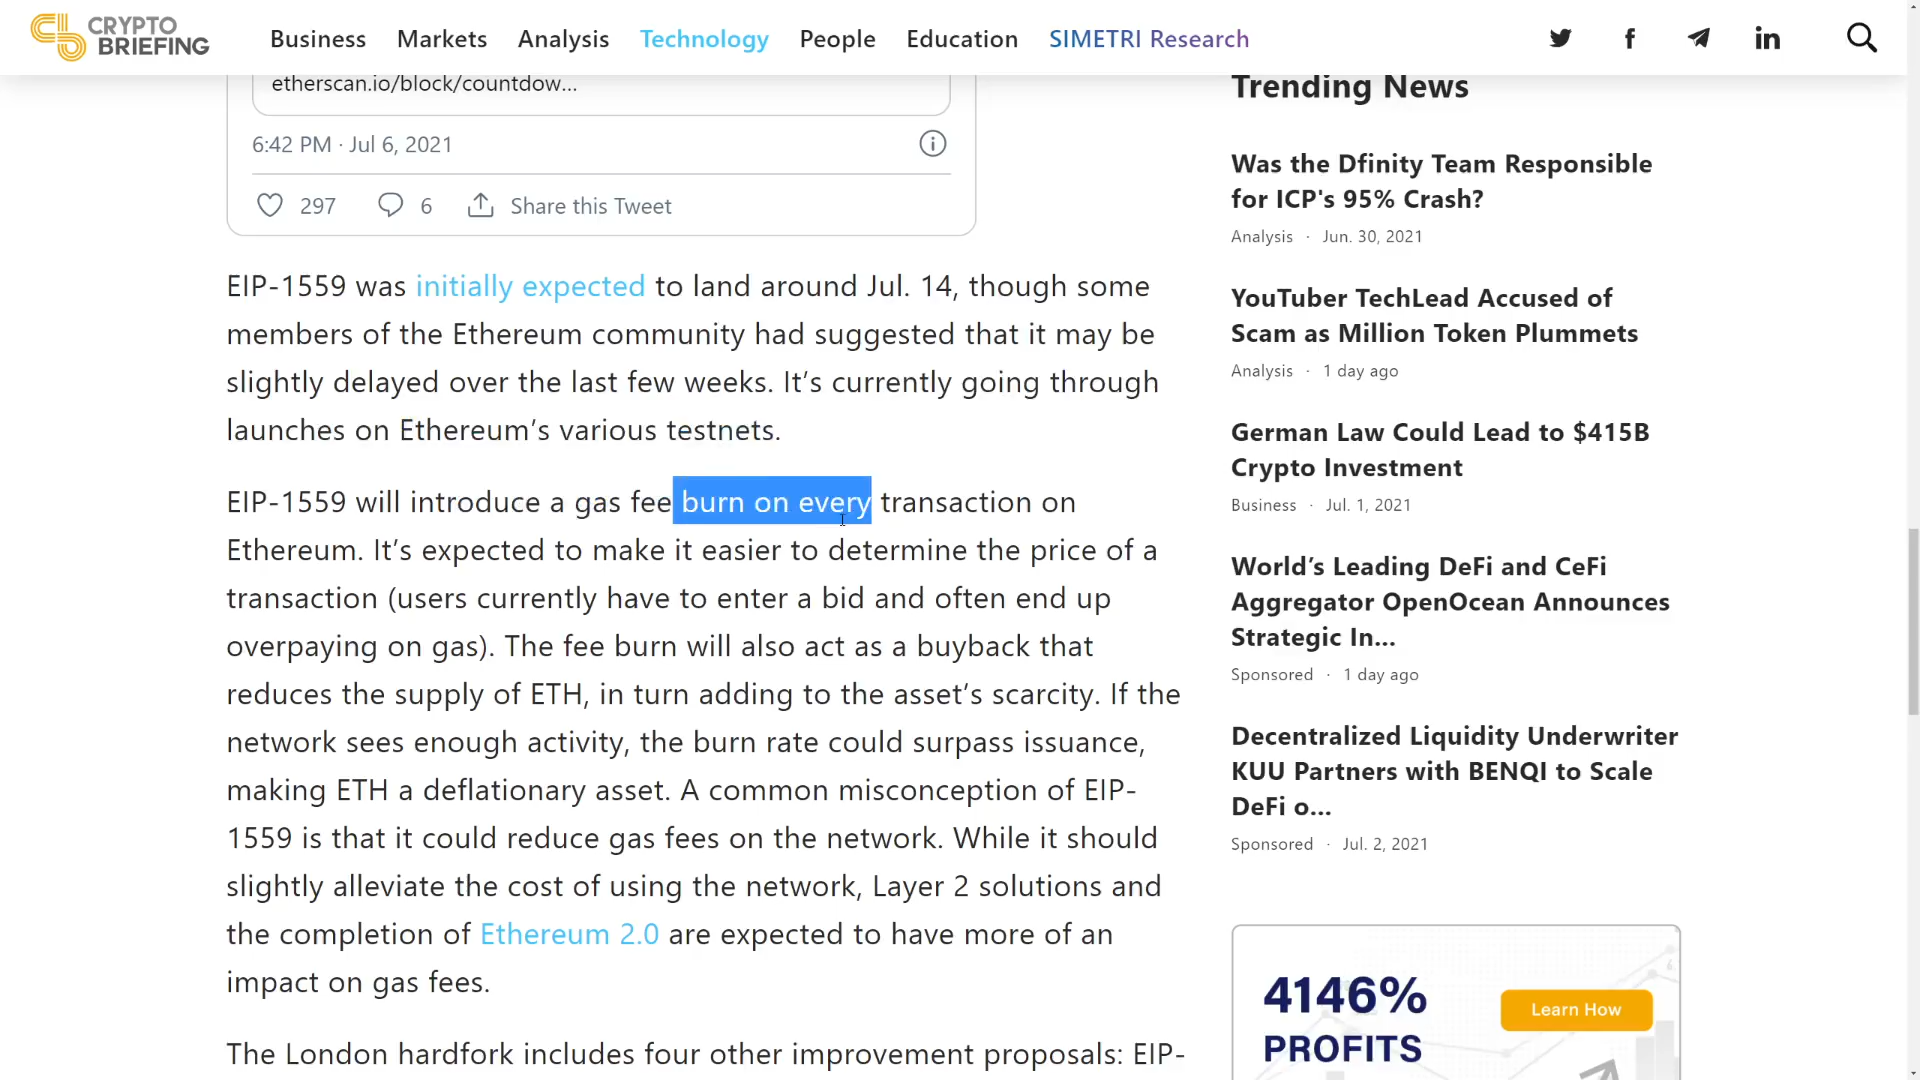 CRYPTO
BRIEFING
Business Markets Analysis Technology People Education SIMETRI Research
etherscan.io/block/countdow...
6:42 PM · Jul 6, 2021
297 6 Share this Tweet
EIP-1559 was initially expected to land around Jul. 14, though some
members of the Ethereum community had suggested that it may be
slightly delayed over the last few weeks. It’s currently going through
launches on Ethereum’s various testnets.
EIP-1559 will introduce a gas fee burn on every transaction on
Ethereum. It’s expected to make it easier to determine the price of a
transaction (users currently have to enter a bid and often end up
overpaying on gas). The fee burn will also act as a buyback that
reduces the supply of ETH, in turn adding to the asset’s scarcity. If the
network sees enough activity, the burn rate could surpass issuance,
making ETH a deflationary asset. A common misconception of EIP-
1559 is that it could reduce gas fees on the network. While it should
slightly alleviate the cost of using the network, Layer 2 solutions and
the completion of Ethereum 2.0 are expected to have more of an
impact on gas fees.
The London hardfork includes four other improvement proposals: EIP-
Trending News
Was the Dfinity Team Responsible
for ICP's 95% Crash?
Analysis · Jun. 30, 2021
YouTuber TechLead Accused of
Scam as Million Token Plummets
Analysis · 1 day ago
German Law Could Lead to $415B
Crypto Investment
Business · Jul. 1, 2021
World’s Leading DeFi and CeFi
Aggregator OpenOcean Announces
Strategic In...
Sponsored · 1 day ago
Decentralized Liquidity Underwriter
KUU Partners with BENQI to Scale
DeFi o...
Sponsored · Jul. 2, 2021
4146%
PROFITS
Learn How